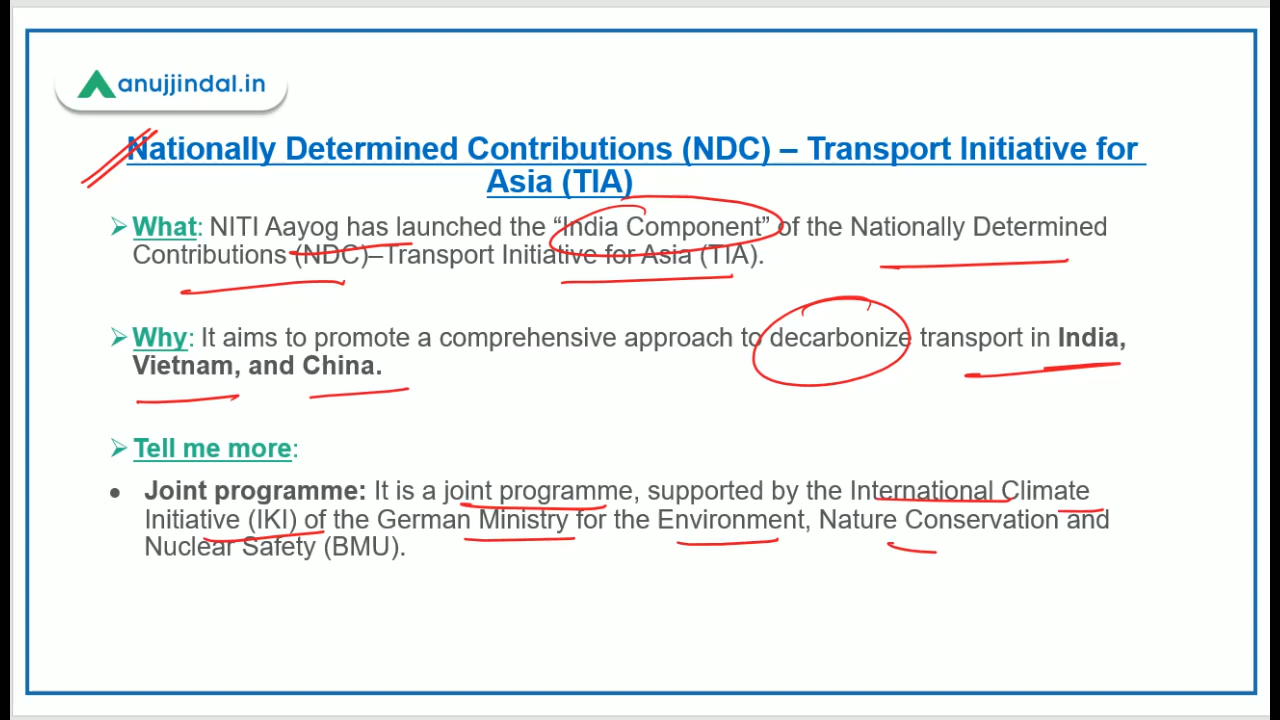 anujjindal.in
Nationally Determined Contributions (NDC) – Transport Initiative for
Asia (TIA)
What: NITI Aayog has launched the “India Component” of the Nationally Determined
Contributions (NDC)–Transport Initiative for Asia (TIA).
Why: It aims to promote a comprehensive approach to decarbonize transport in India,
Vietnam, and China.
Tell me more:
Joint programme: It is a joint programme, supported by the International Climate
Initiative (IKI) of the German Ministry for the Environment, Nature Conservation and
Nuclear Safety (BMU).